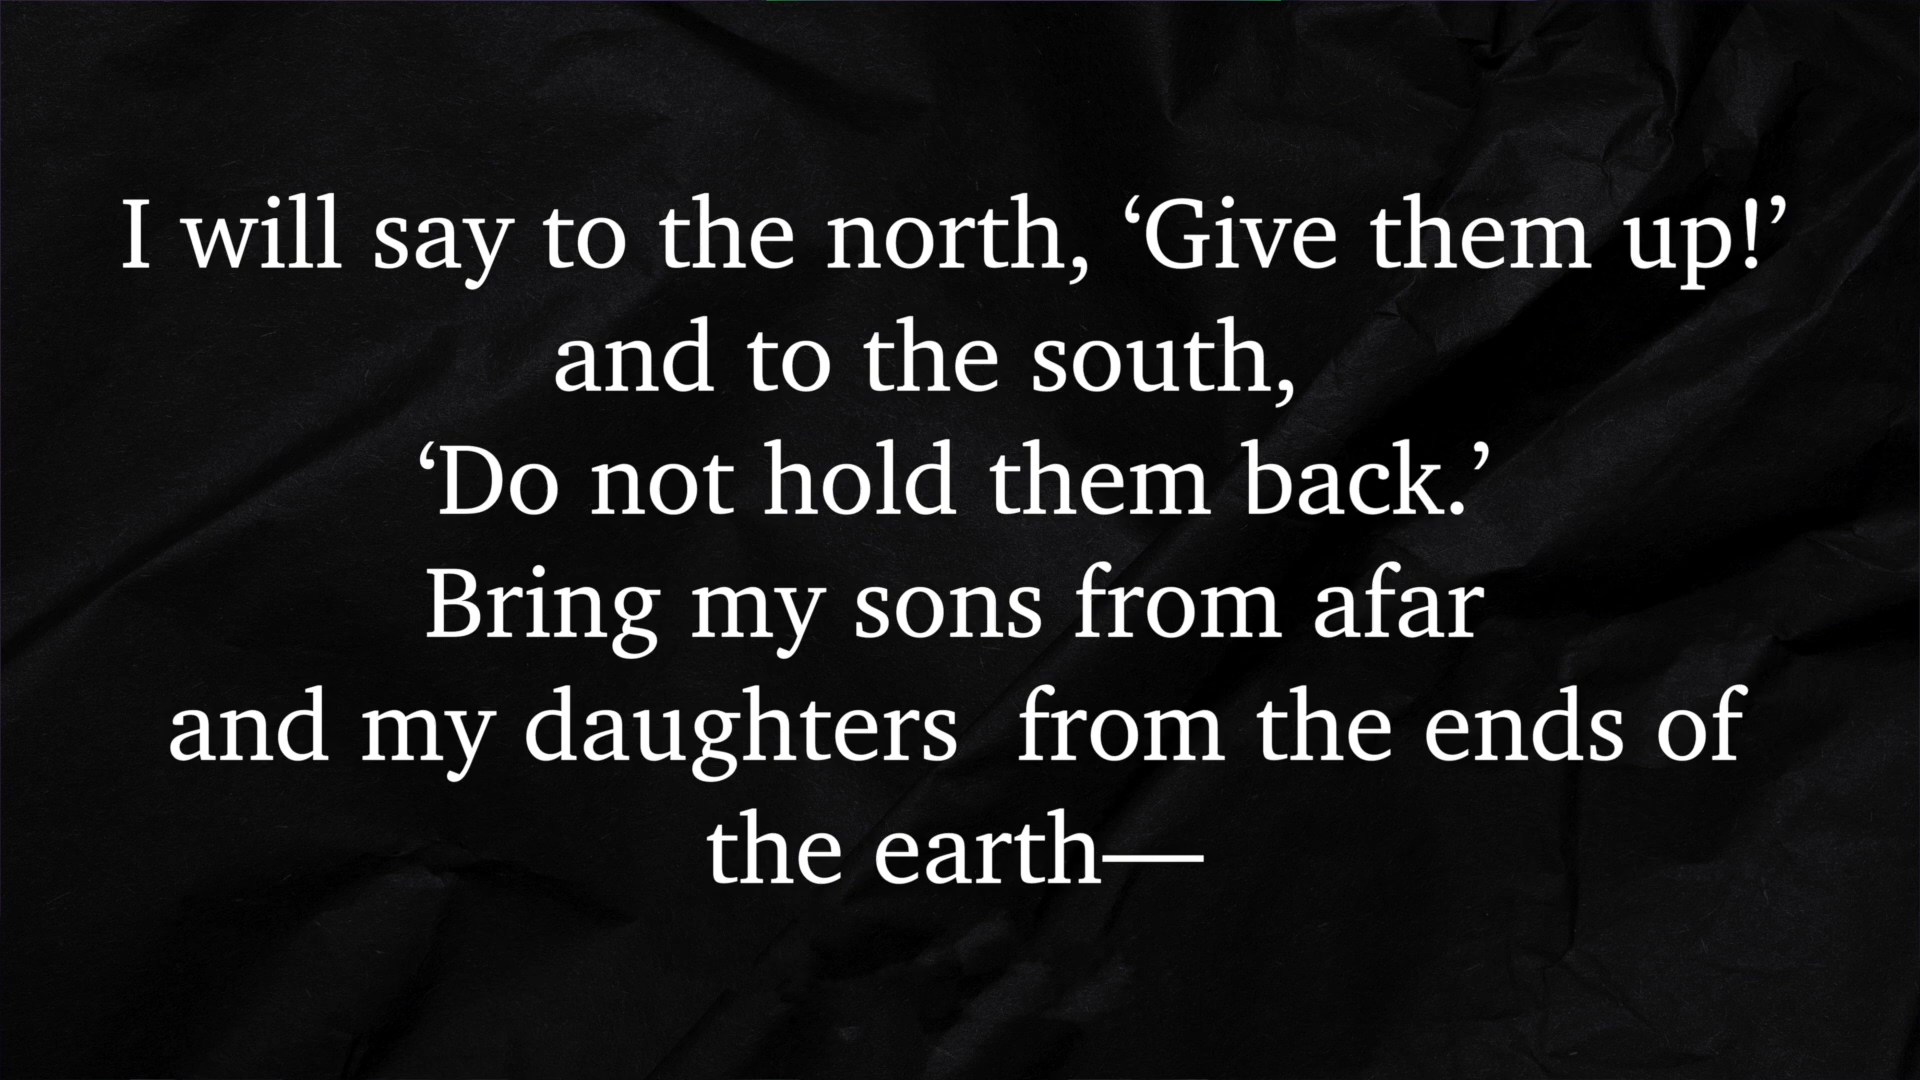 I will say to the north, ‘Give them up!’
and to the south,
‘Do not hold them back.’
Bring my sons from afar
and my daughters  from the ends of
the earth—